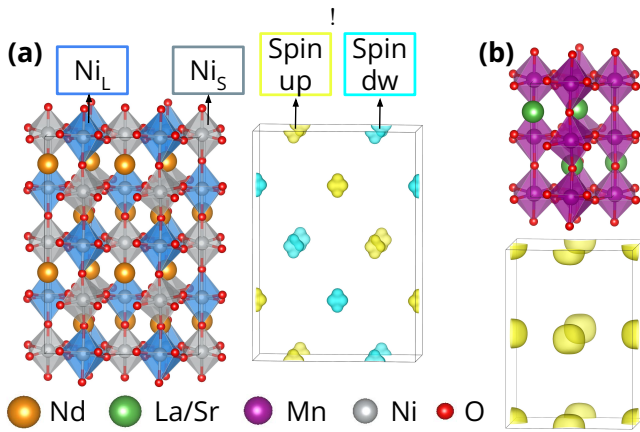 !
(a)
Ni_L
Ni_S
Spin
up
Spin
dw
(b)
Nd
La/Sr
Mn
Ni
O